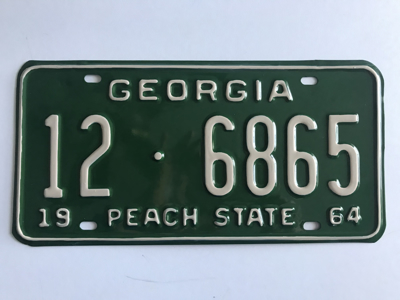 GEORGIA
12 · 6865
19 PEACH STATE 64